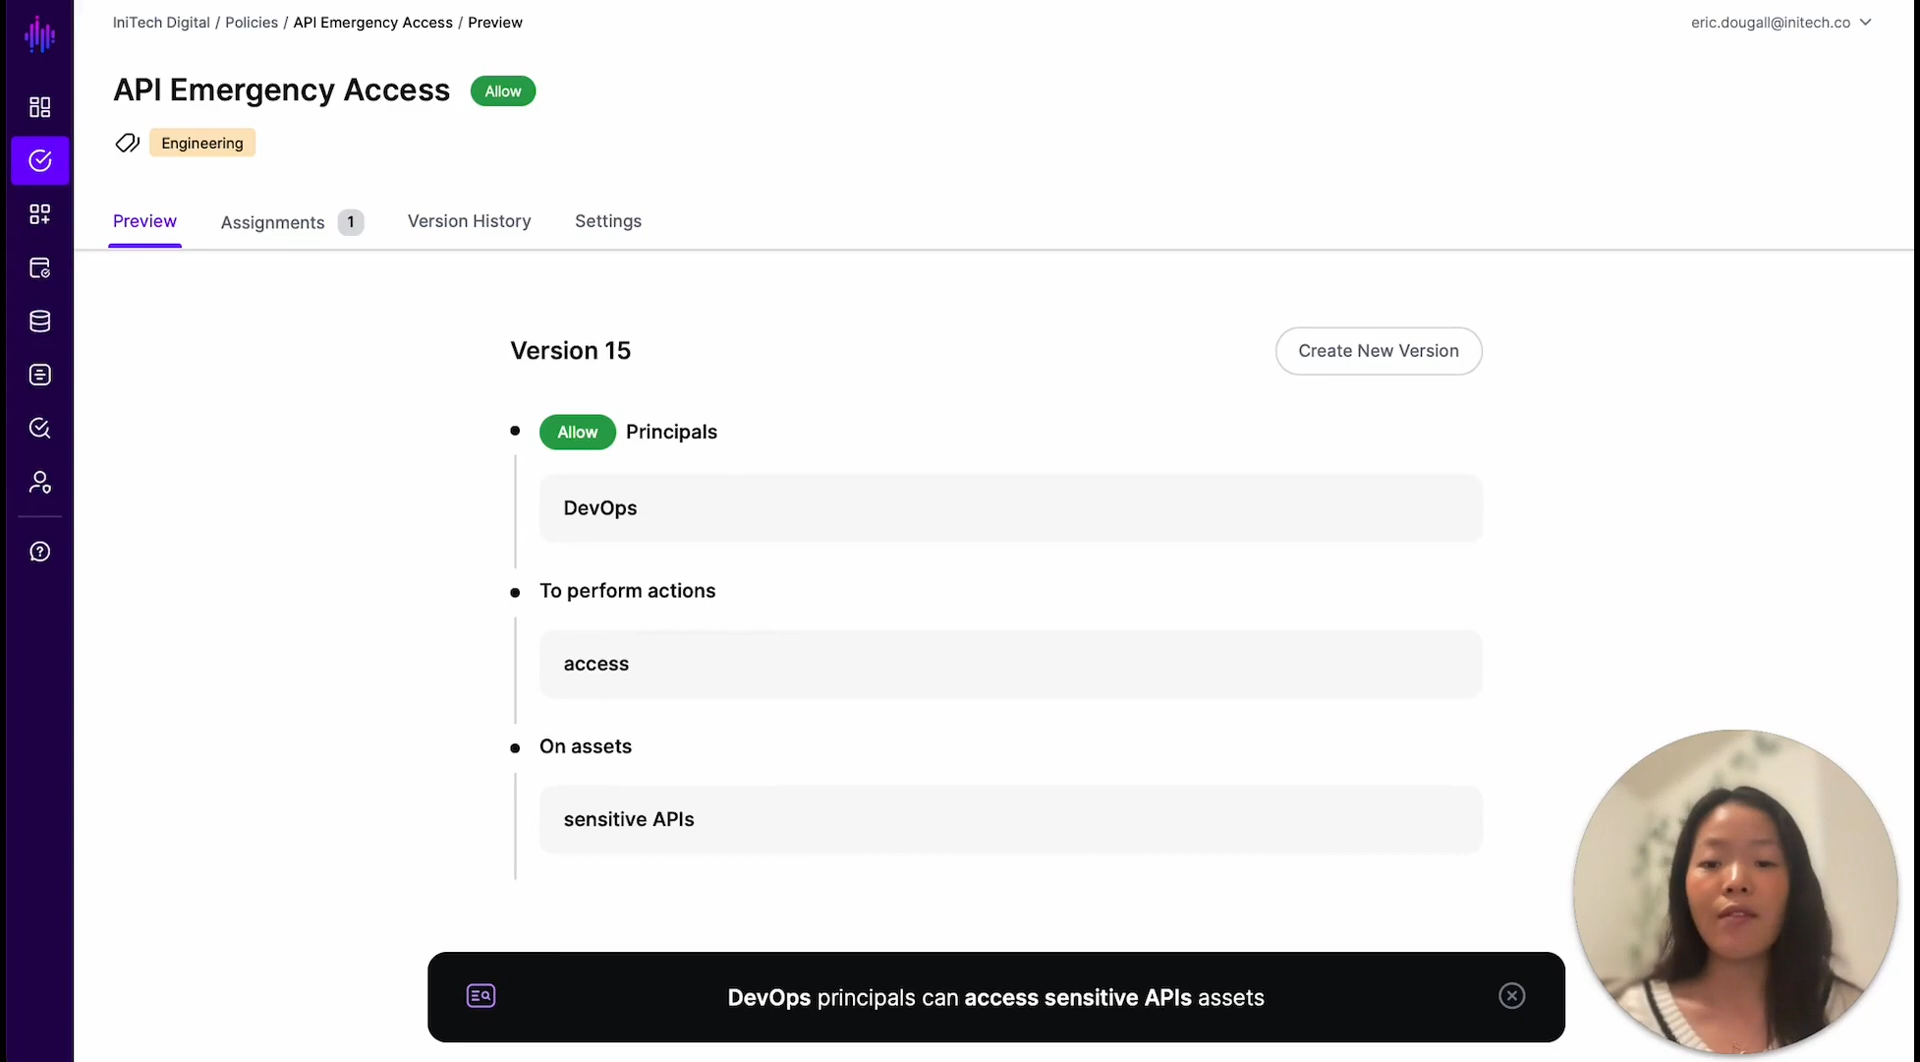 IniTech Digital / Policies / API Emergency Access / Preview
eric.dougall@initech.co
API Emergency Access
Allow
Engineering
Preview
Assignments 1
Version History
Settings
Version 15
Create New Version
Allow Principals
DevOps
To perform actions
access
On assets
sensitive APIs
DevOps principals can access sensitive APIs assets